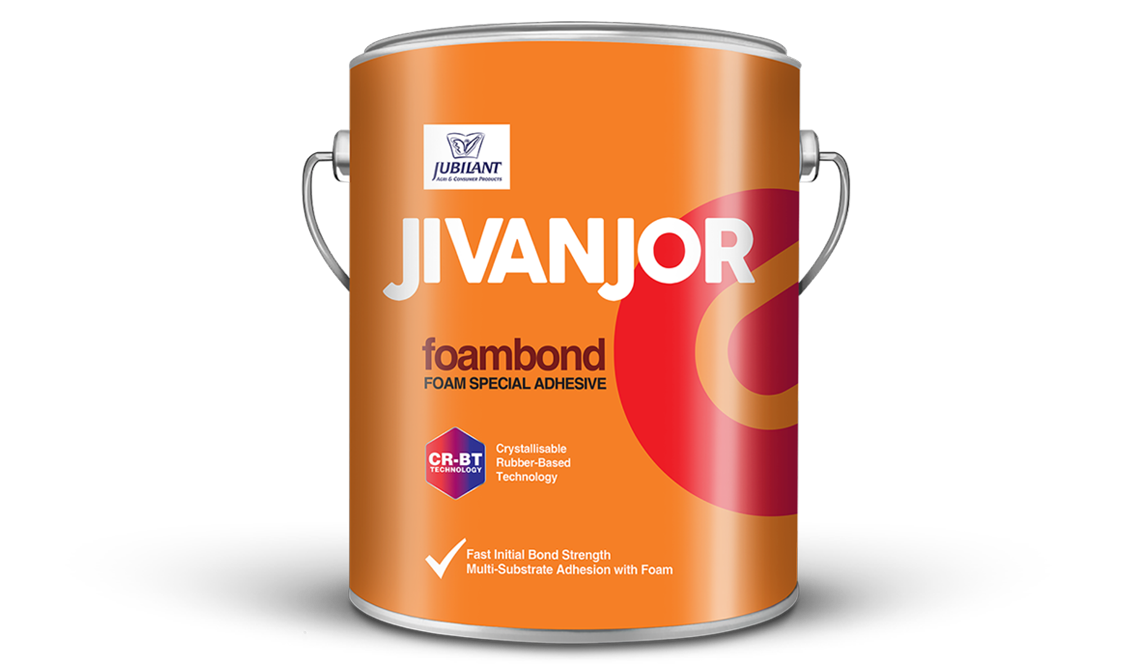 JUBILANT
AGRI & CONSUMER PRODUCTS
JIVANJOR
foambond
FOAM SPECIAL ADHESIVE
CR-BT
TECHNOLOGY
Crystallisable
Rubber-Based
Technology
Fast Initial Bond Strength
Multi-Substrate Adhesion with Foam